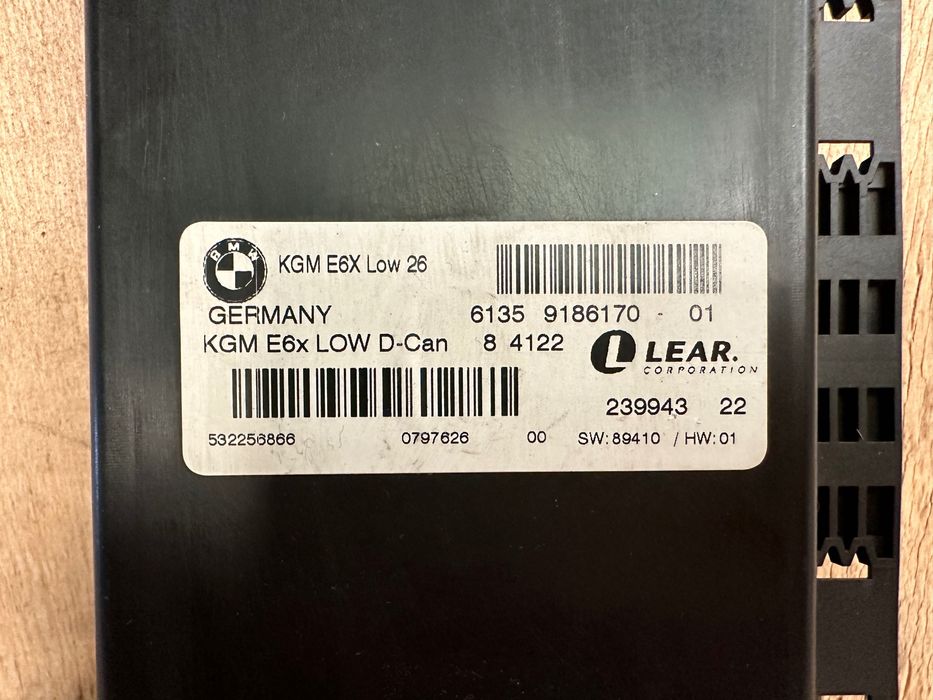 BMW
KGM E6X Low 26
GERMANY 6135 9186170 - 01
KGM E6x LOW D-Can 8 4122
LEAR.
CORPORATION
239943 22
532256866 0797626 00 SW:89410 / HW:01